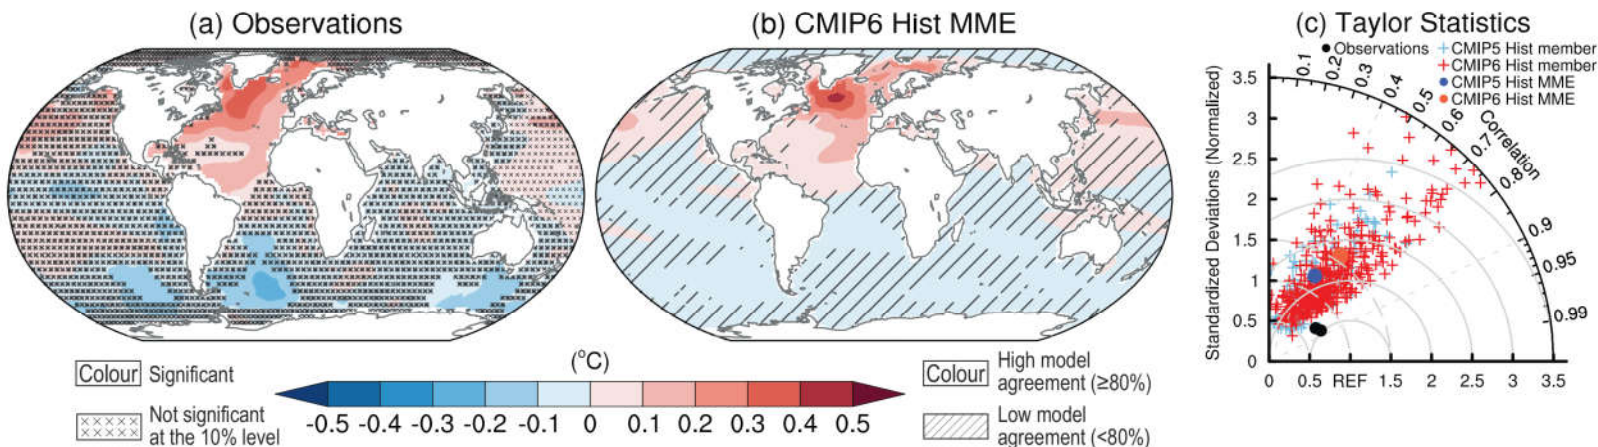 (a) Observations
(b) CMIP6 Hist MME
(c) Taylor Statistics
Observations
CMIP5 Hist member
CMIP6 Hist member
CMIP5 Hist MME
CMIP6 Hist MME
Standardized Deviations (Normalized)
3.5
3
2.5
2
1.5
1
0.5
0
0 0.5 REF 1.5 2 2.5 3 3.5
0.1 0.2 0.3 0.4 0.5 0.6 0.7 0.8 0.9 0.95 0.99
Correlation
(°C)
-0.5 -0.4 -0.3 -0.2 -0.1 0 0.1 0.2 0.3 0.4 0.5
Colour Significant
Not significant
at the 10% level
Colour High model
agreement (≥80%)
Low model
agreement (<80%)